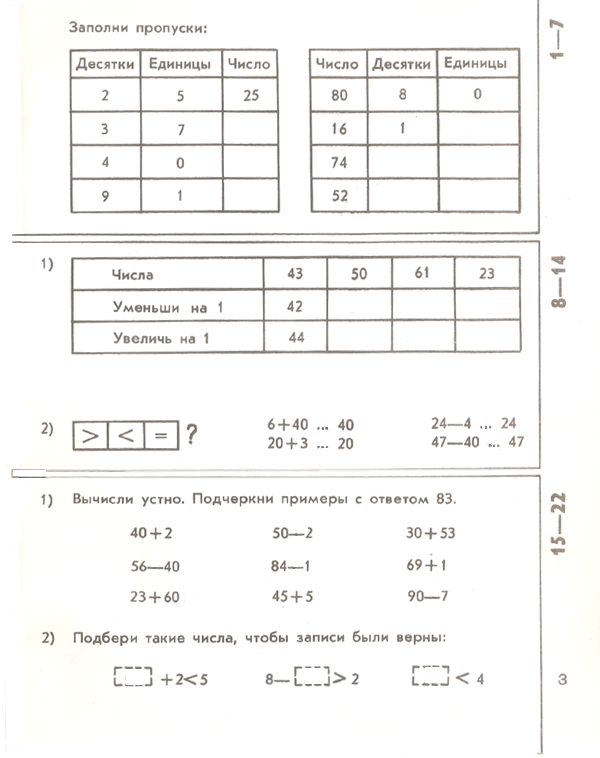 Заполни пропуски:
1—7
Десятки Единицы Число
2 5 25
3 7
4 0
9 1
Число Десятки Единицы
80 8 0
16 1
74
52
8—14
1) Числа 43 50 61 23
Уменьши на 1 42
Увеличь на 1 44
2) > < = ?
6+40 ... 40 24—4 ... 24
20+3 ... 20 47—40 ... 47
15—22
1) Вычисли устно. Подчеркни примеры с ответом 83.
40+2 50—2 30+53
56—40 84—1 69+1
23+60 45+5 90—7
2) Подбери такие числа, чтобы записи были верны:
+2<5 8— >2 < 4
3